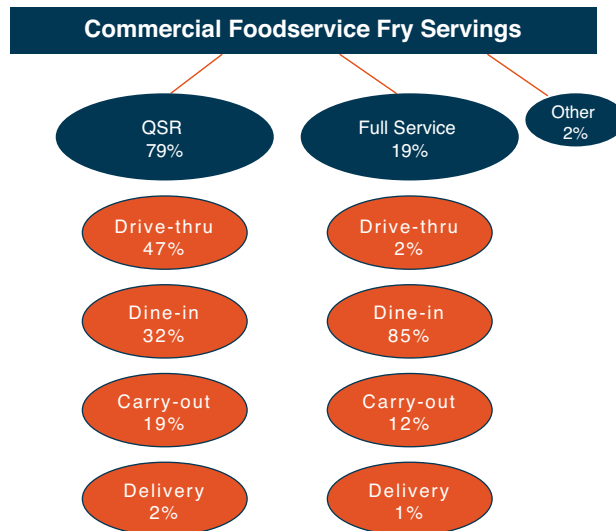 Commercial Foodservice Fry Servings
QSR
79%
Full Service
19%
Other
2%
Drive-thru
47%
Drive-thru
2%
Dine-in
32%
Dine-in
85%
Carry-out
19%
Carry-out
12%
Delivery
2%
Delivery
1%